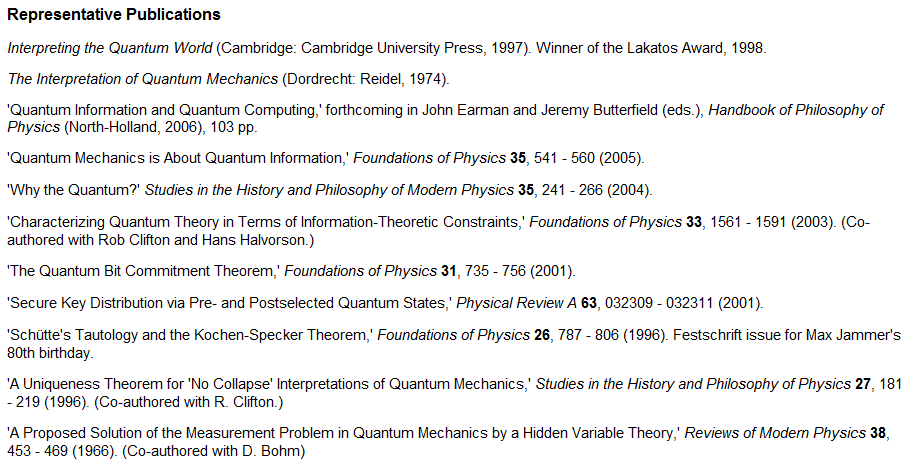 Representative Publications
Interpreting the Quantum World (Cambridge: Cambridge University Press, 1997). Winner of the Lakatos Award, 1998.
The Interpretation of Quantum Mechanics (Dordrecht: Reidel, 1974).
'Quantum Information and Quantum Computing,' forthcoming in John Earman and Jeremy Butterfield (eds.), Handbook of Philosophy of
Physics (North-Holland, 2006), 103 pp.
'Quantum Mechanics is About Quantum Information,' Foundations of Physics 35, 541 - 560 (2005).
'Why the Quantum?' Studies in the History and Philosophy of Modern Physics 35, 241 - 266 (2004).
'Characterizing Quantum Theory in Terms of Information-Theoretic Constraints,' Foundations of Physics 33, 1561 - 1591 (2003). (Co-
authored with Rob Clifton and Hans Halvorson.)
'The Quantum Bit Commitment Theorem,' Foundations of Physics 31, 735 - 756 (2001).
'Secure Key Distribution via Pre- and Postselected Quantum States,' Physical Review A 63, 032309 - 032311 (2001).
'Schütte's Tautology and the Kochen-Specker Theorem,' Foundations of Physics 26, 787 - 806 (1996). Festschrift issue for Max Jammer's
80th birthday.
'A Uniqueness Theorem for 'No Collapse' Interpretations of Quantum Mechanics,' Studies in the History and Philosophy of Physics 27, 181
- 219 (1996). (Co-authored with R. Clifton.)
'A Proposed Solution of the Measurement Problem in Quantum Mechanics by a Hidden Variable Theory,' Reviews of Modern Physics 38,
453 - 469 (1966). (Co-authored with D. Bohm)